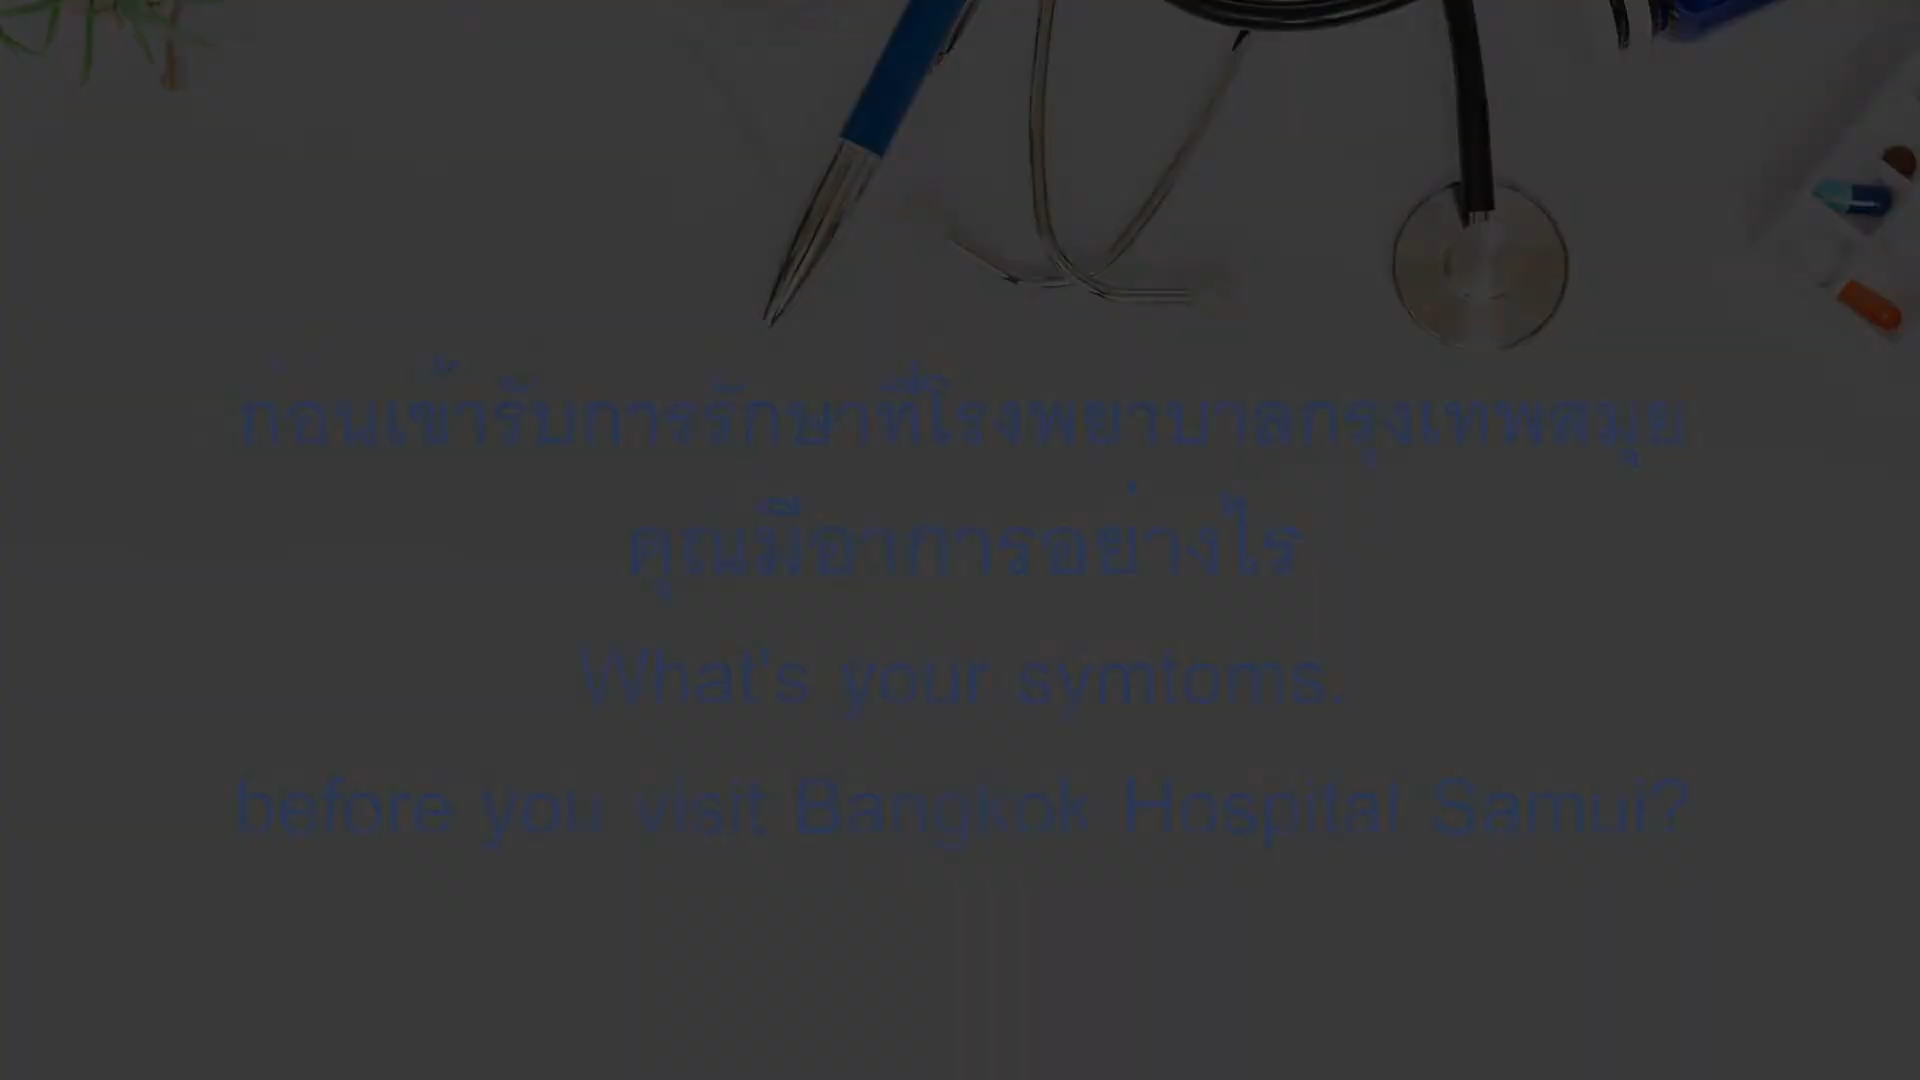 ก่อนเข้ารับการรักษาที่โรงพยาบาลกรุงเทพสมุย
คุณมีอาการอย่างไร
What's your symtoms.
before you visit Bangkok Hospital Samui?